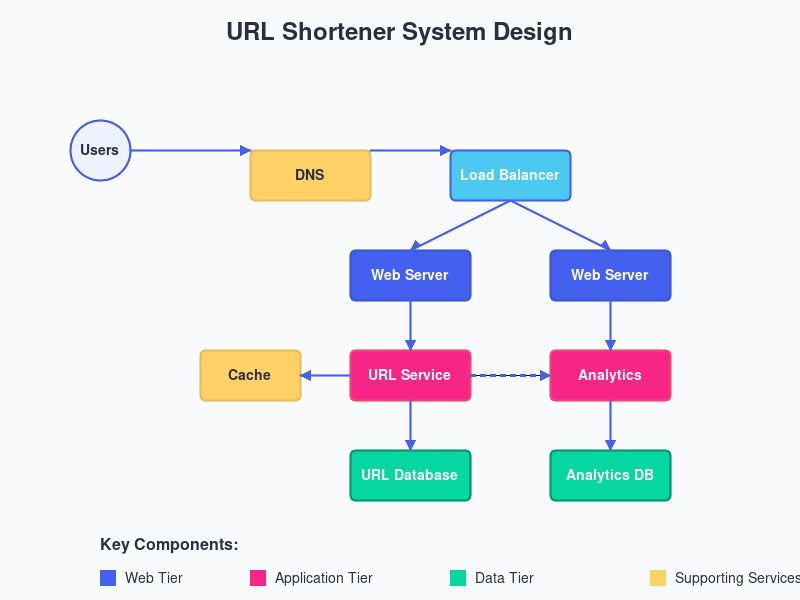 URL Shortener System Design
Users
DNS
Load Balancer
Web Server
Web Server
Cache
URL Service
Analytics
URL Database
Analytics DB
Key Components:
Web Tier
Application Tier
Data Tier
Supporting Services